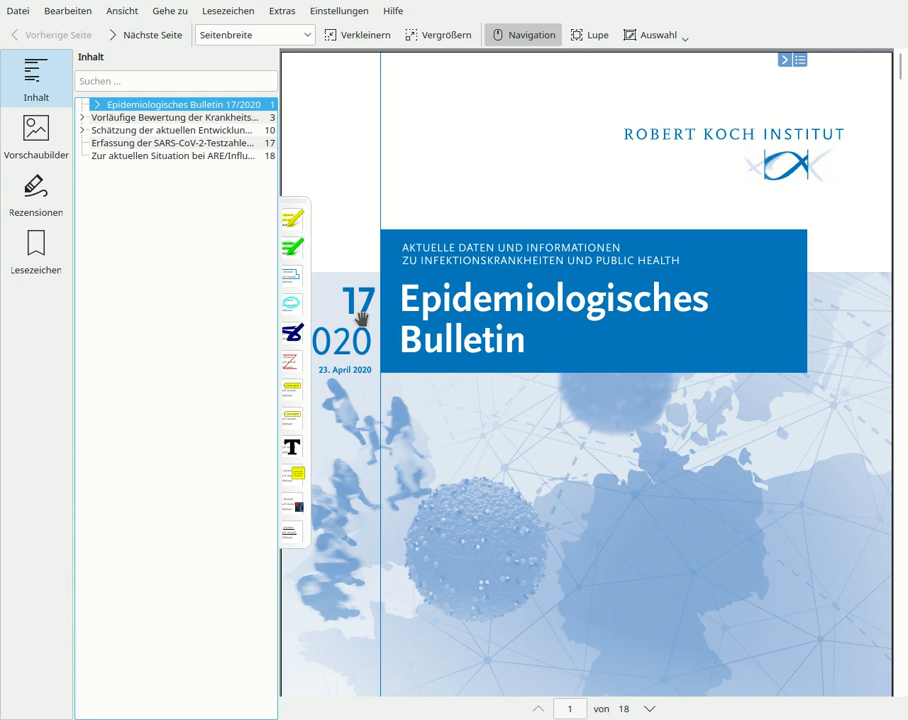 Datei Bearbeiten Ansicht Gehe zu Lesezeichen Extras Einstellungen Hilfe
Vorherige Seite Nächste Seite Seitenbreite Verkleinern Vergrößern Navigation Lupe Auswahl
Inhalt
Suchen ...
Inhalt
Vorschaubilder
Rezensionen
Lesezeichen
Epidemiologisches Bulletin 17/2020 1
Vorläufige Bewertung der Krankheits... 3
Schätzung der aktuellen Entwicklun... 10
Erfassung der SARS-CoV-2-Testzahle... 17
Zur aktuellen Situation bei ARE/Influ... 18
ROBERT KOCH INSTITUT
AKTUELLE DATEN UND INFORMATIONEN
ZU INFEKTIONSKRANKHEITEN UND PUBLIC HEALTH
17
020
23. April 2020
Epidemiologisches
Bulletin
T
1 von 18